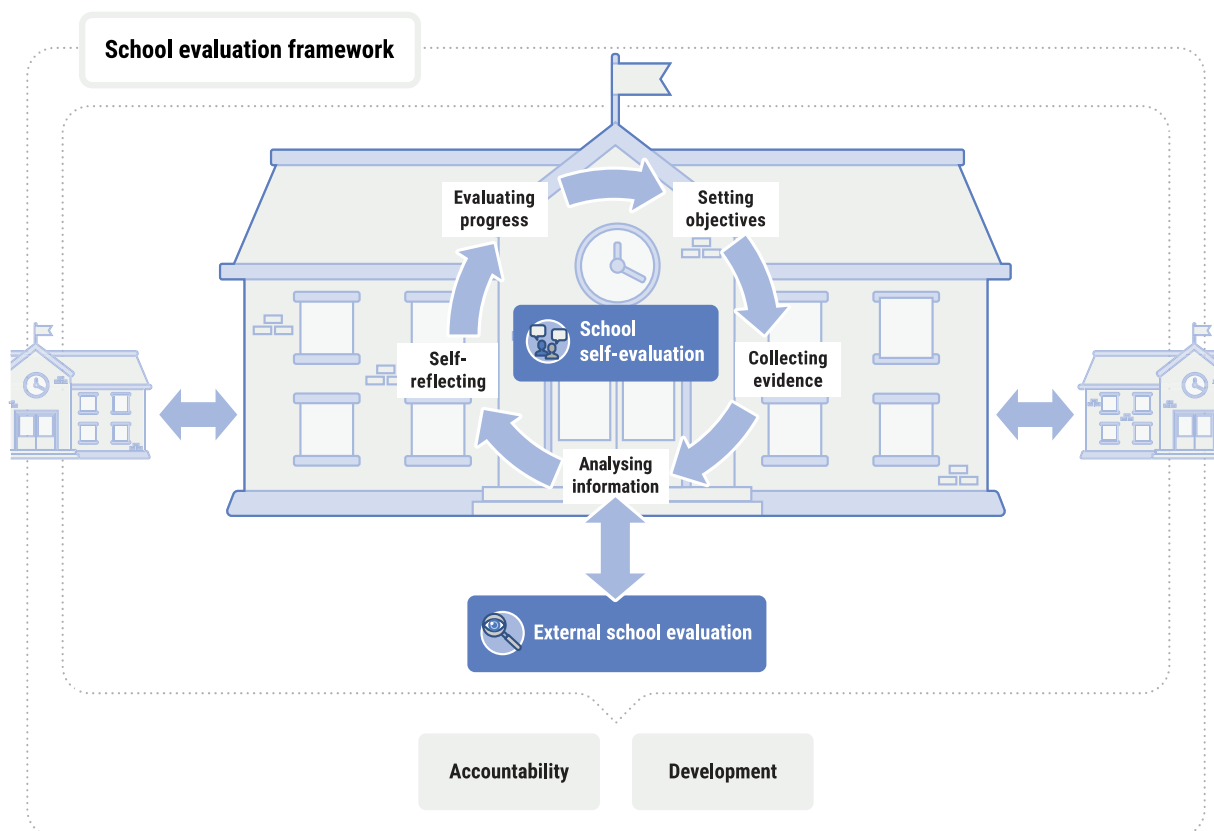 School evaluation framework
Evaluating
progress
Setting
objectives
School
self-evaluation
Self-
reflecting
Collecting
evidence
Analysing
information
External school evaluation
Accountability
Development